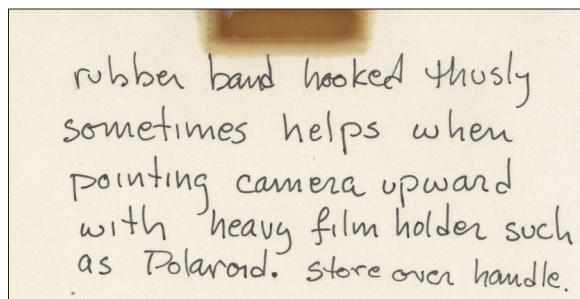 rubber band hooked thusly
sometimes helps when
pointing camera upward
with heavy film holder such
as Polaroid. store over handle.